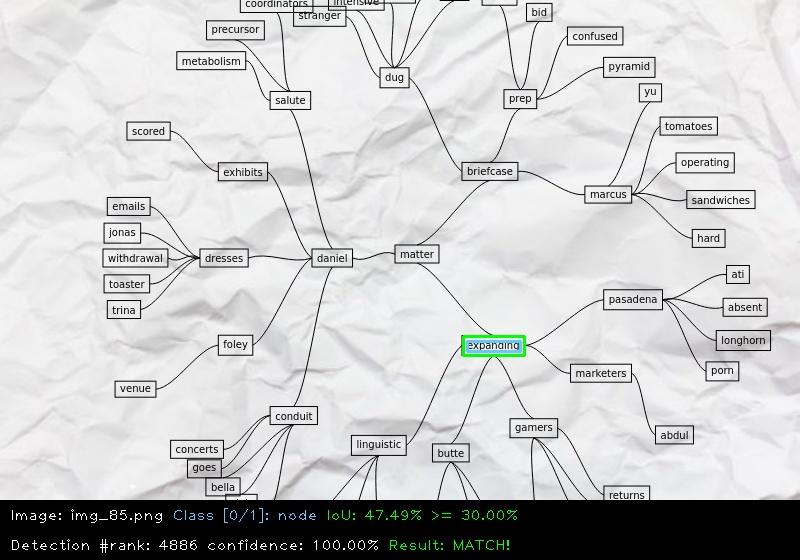 coordinators
intensive
stranger
bid
precursor
confused
metabolism
dug
pyramid
salute
prep
yu
scored
tomatoes
exhibits
briefcase
operating
marcus
sandwiches
emails
jonas
hard
withdrawal
dresses
daniel
matter
ati
toaster
pasadena
absent
trina
longhorn
foley
expanding
porn
marketers
venue
conduit
gamers
abdul
concerts
linguistic
butte
goes
bella
returns
Image: img_85.png Class [0/1]: node IoU: 47.49% >= 30.00%
Detection #rank: 4886 confidence: 100.00% Result: MATCH!